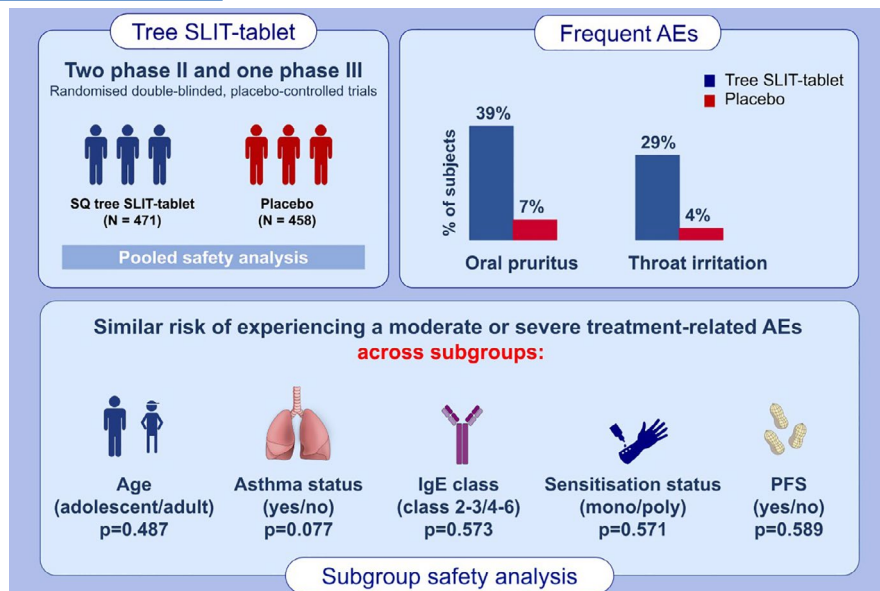 Tree SLIT-tablet
Two phase II and one phase III
Randomised double-blinded, placebo-controlled trials
SQ tree SLIT-tablet
(N = 471)
Placebo
(N = 458)
Pooled safety analysis
Frequent AEs
Tree SLIT-tablet
Placebo
% of subjects
39%
7%
29%
4%
Oral pruritus
Throat irritation
Similar risk of experiencing a moderate or severe treatment-related AEs
across subgroups:
Age
(adolescent/adult)
p=0.487
Asthma status
(yes/no)
p=0.077
IgE class
(class 2-3/4-6)
p=0.573
Sensitisation status
(mono/poly)
p=0.571
PFS
(yes/no)
p=0.589
Subgroup safety analysis